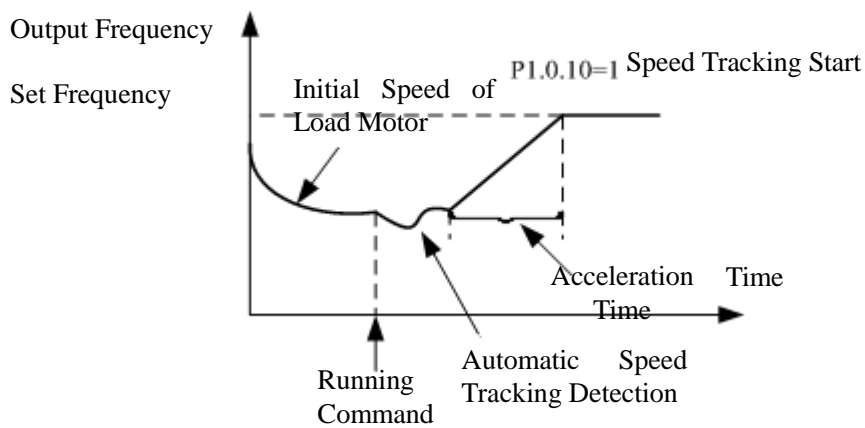 Output Frequency
P1.0.10=1 Speed Tracking Start
Set Frequency
Initial Speed of
Load Motor
Acceleration Time
Time
Automatic Speed
Tracking Detection
Running
Command